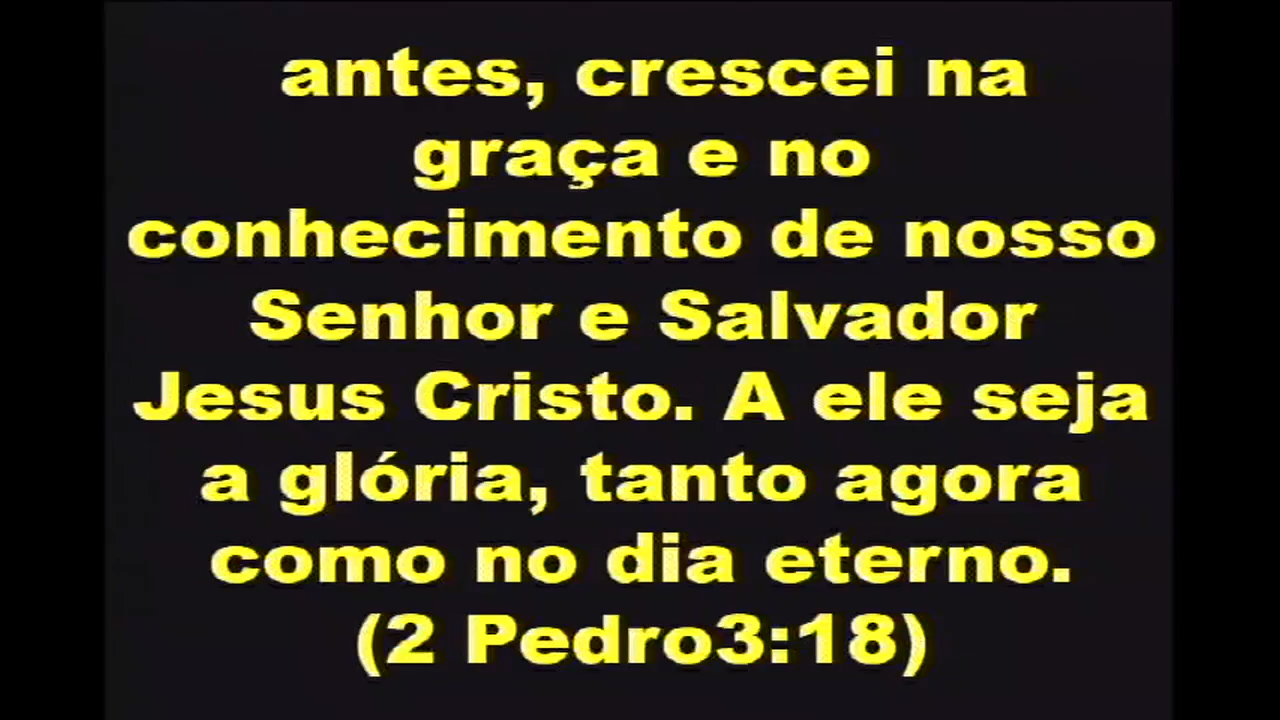 antes, crescei na
graça e no
conhecimento de nosso
Senhor e Salvador
Jesus Cristo. A ele seja
a glória, tanto agora
como no dia eterno.
(2 Pedro3:18)